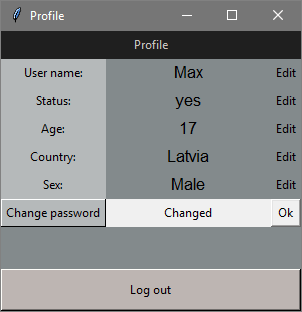 Profile
Profile
User name: Max Edit
Status: yes Edit
Age: 17 Edit
Country: Latvia Edit
Sex: Male Edit
Change password Changed Ok
Log out